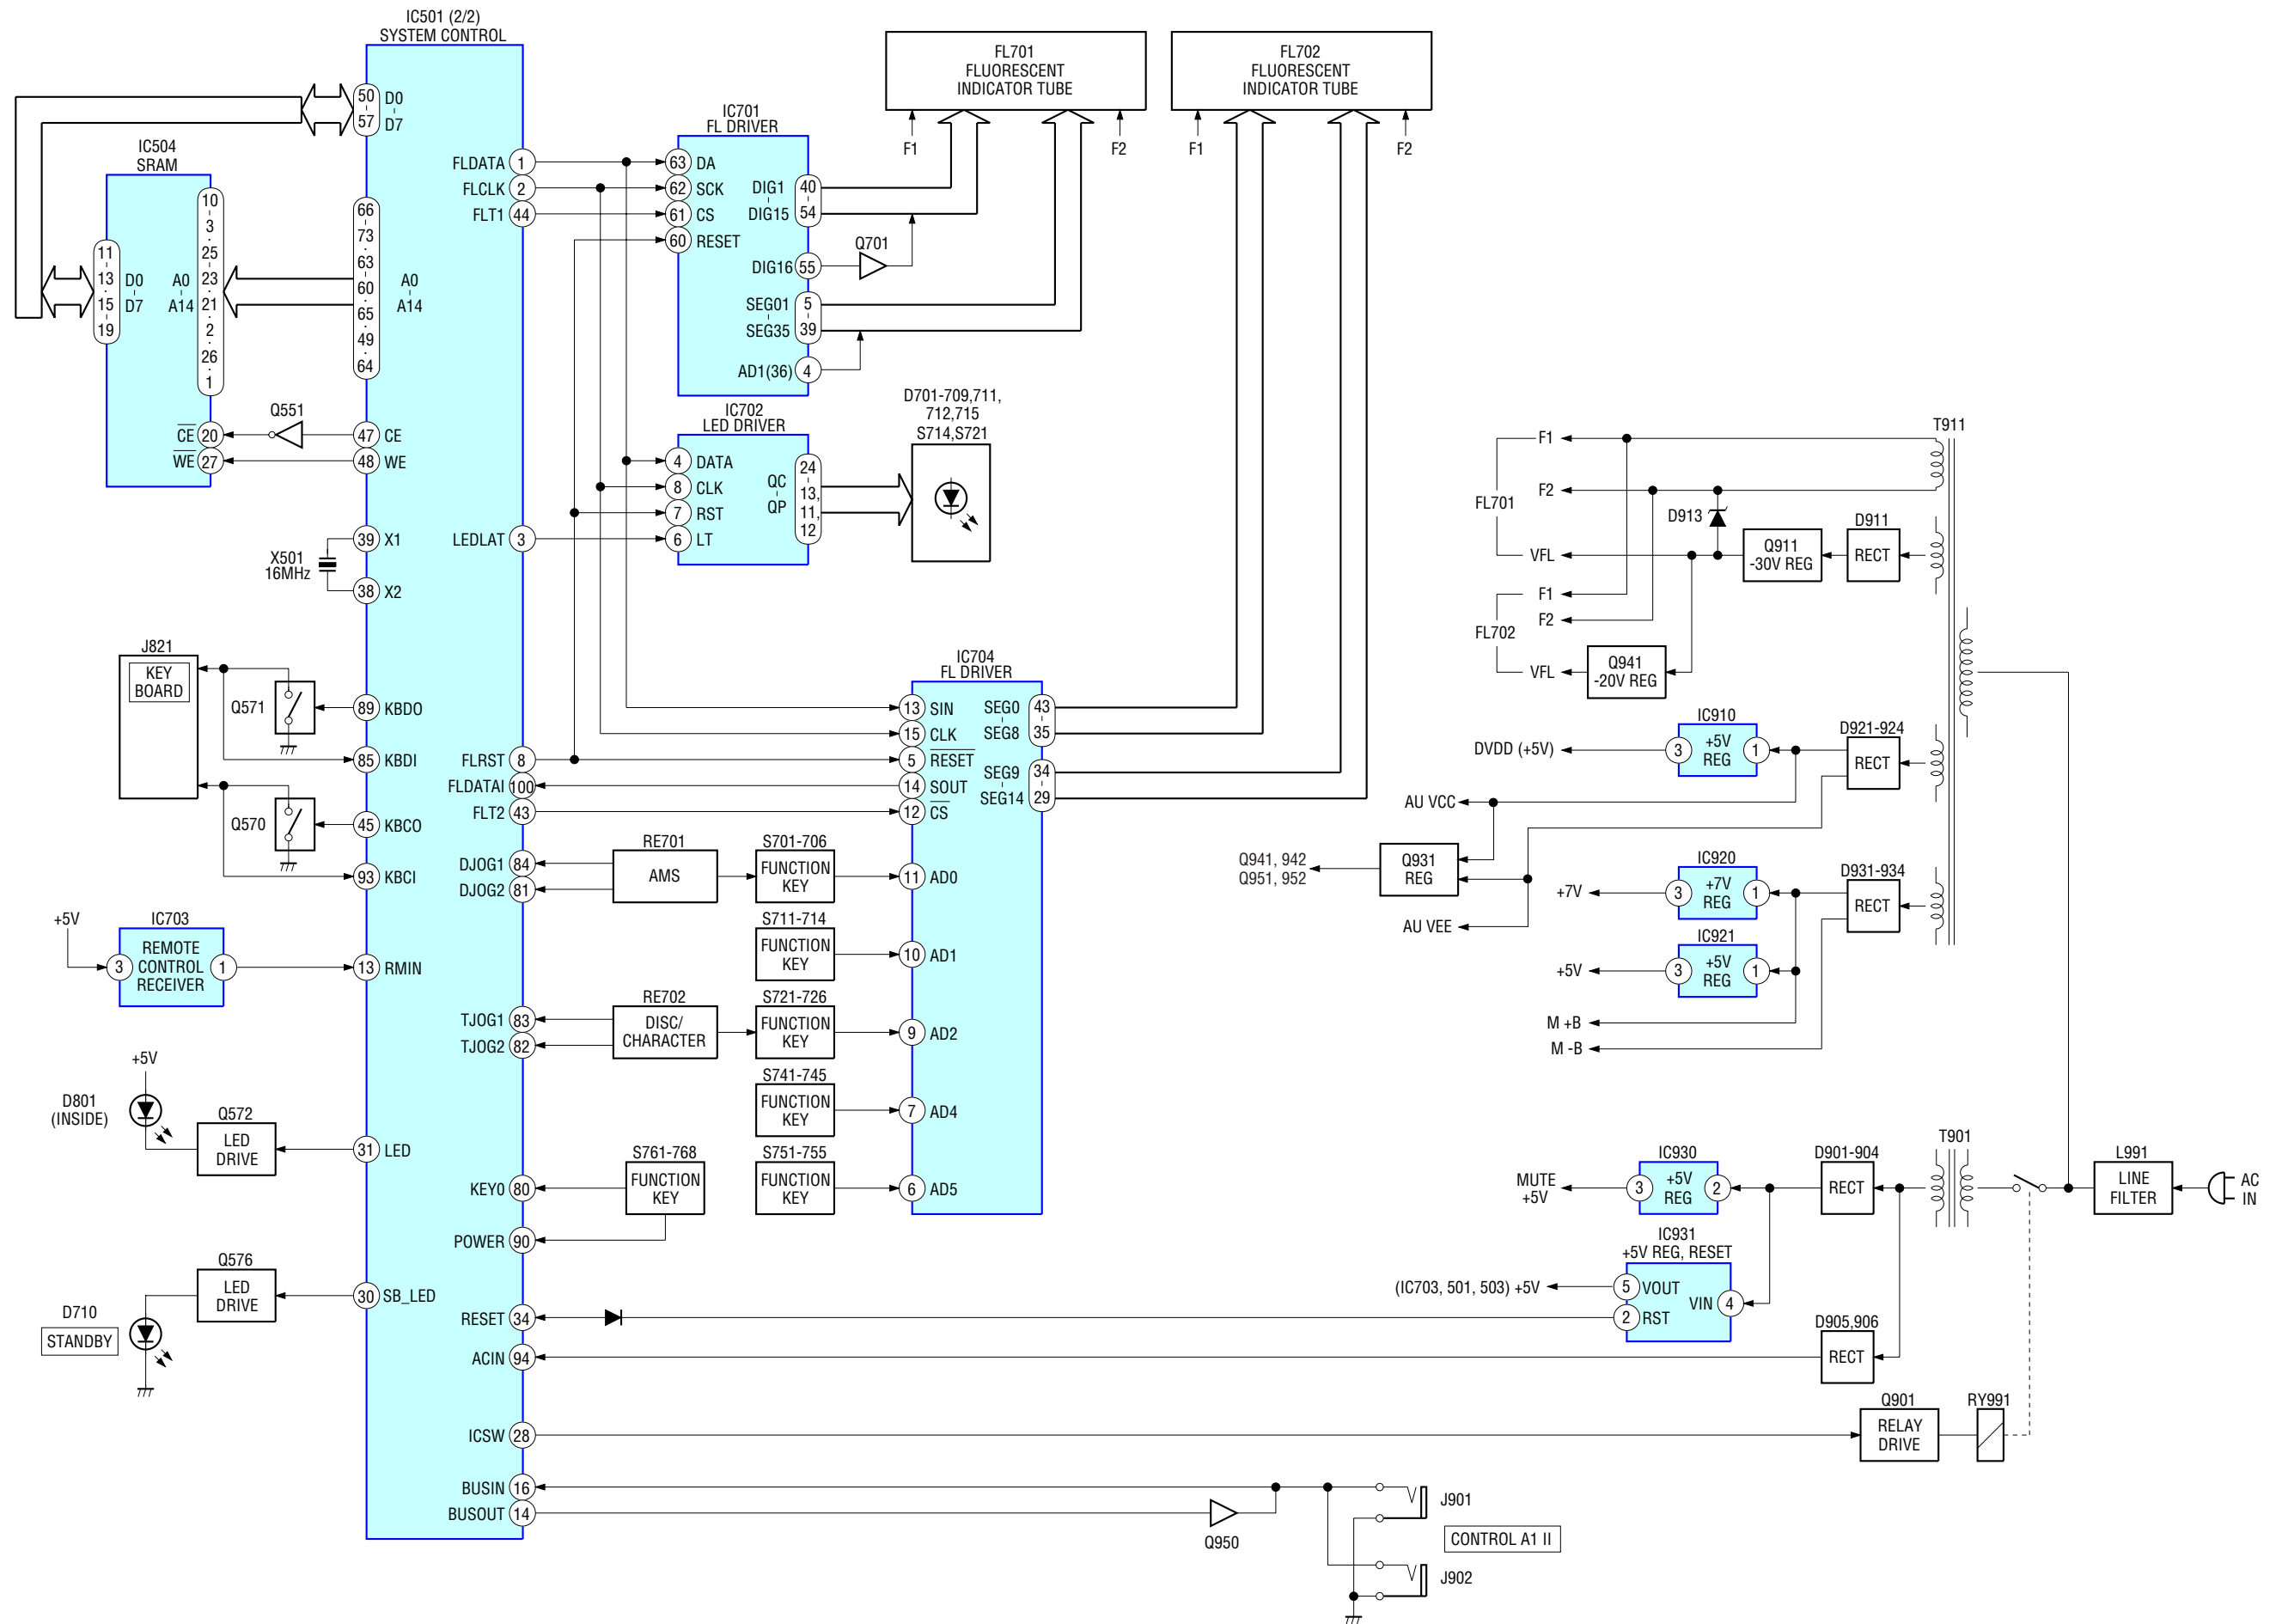 IC501 (2/2)
SYSTEM CONTROL
50
-
57
D0
-
D7
IC504
SRAM
11
-
13
·
15
-
19
D0
-
D7
10
-
3
·
25
-
23
·
21
·
2
·
26
·
1
A0
-
A14
66
-
73
·
63
-
60
·
65
·
49
·
64
A0
-
A14
CE
20
WE
27
Q551
47 CE
48 WE
X501
16MHz
39 X1
38 X2
J821
KEY
BOARD
Q571
Q570
89 KBDO
85 KBDI
45 KBCO
93 KBCI
+5V
IC703
3
REMOTE
CONTROL
RECEIVER
1
13 RMIN
+5V
D801
(INSIDE)
Q572
LED
DRIVE
31 LED
Q576
LED
DRIVE
30 SB_LED
D710
STANDBY
FLDATA 1
FLCLK 2
FLT1 44
LEDLAT 3
FLRST 8
FLDATAI 100
FLT2 43
DJOG1 84
DJOG2 81
TJOG1 83
TJOG2 82
KEY0 80
POWER 90
RESET 34
ACIN 94
ICSW 28
BUSIN 16
BUSOUT 14
IC701
FL DRIVER
63 DA
62 SCK
61 CS
60 RESET
DIG1 40
-
DIG15 54
DIG16 55
SEG01 5
-
SEG35 39
AD1(36) 4
Q701
IC702
LED DRIVER
4 DATA
8 CLK
7 RST
6 LT
QC
-
QP
24
-
13,
11,
12
D701-709,711,
712,715
S714,S721
FL701
FLUORESCENT
INDICATOR TUBE
F1
F2
FL702
FLUORESCENT
INDICATOR TUBE
F1
F2
IC704
FL DRIVER
13 SIN
15 CLK
5 RESET
14 SOUT
12 CS
11 AD0
10 AD1
9 AD2
7 AD4
6 AD5
SEG0 43
-
SEG8 35
SEG9 34
-
SEG14 29
RE701
AMS
S701-706
FUNCTION
KEY
S711-714
FUNCTION
KEY
RE702
DISC/
CHARACTER
S721-726
FUNCTION
KEY
S741-745
FUNCTION
KEY
S761-768
FUNCTION
KEY
S751-755
FUNCTION
KEY
T911
F1
F2
FL701
VFL
D913
Q911
-30V REG
D911
RECT
F1
F2
FL702
VFL
Q941
-20V REG
IC910
DVDD (+5V)
3
+5V
REG
1
D921-924
RECT
AU VCC
Q941, 942
Q951, 952
Q931
REG
AU VEE
IC920
+7V
3
+7V
REG
1
D931-934
RECT
IC921
+5V
3
+5V
REG
1
M +B
M -B
T901
L991
LINE
FILTER
AC
IN
IC930
MUTE
+5V
3
+5V
REG
2
D901-904
RECT
IC931
+5V REG, RESET
(IC703, 501, 503) +5V
5 VOUT
VIN 4
2 RST
D905,906
RECT
Q901
RELAY
DRIVE
RY991
Q950
J901
CONTROL A1 II
J902